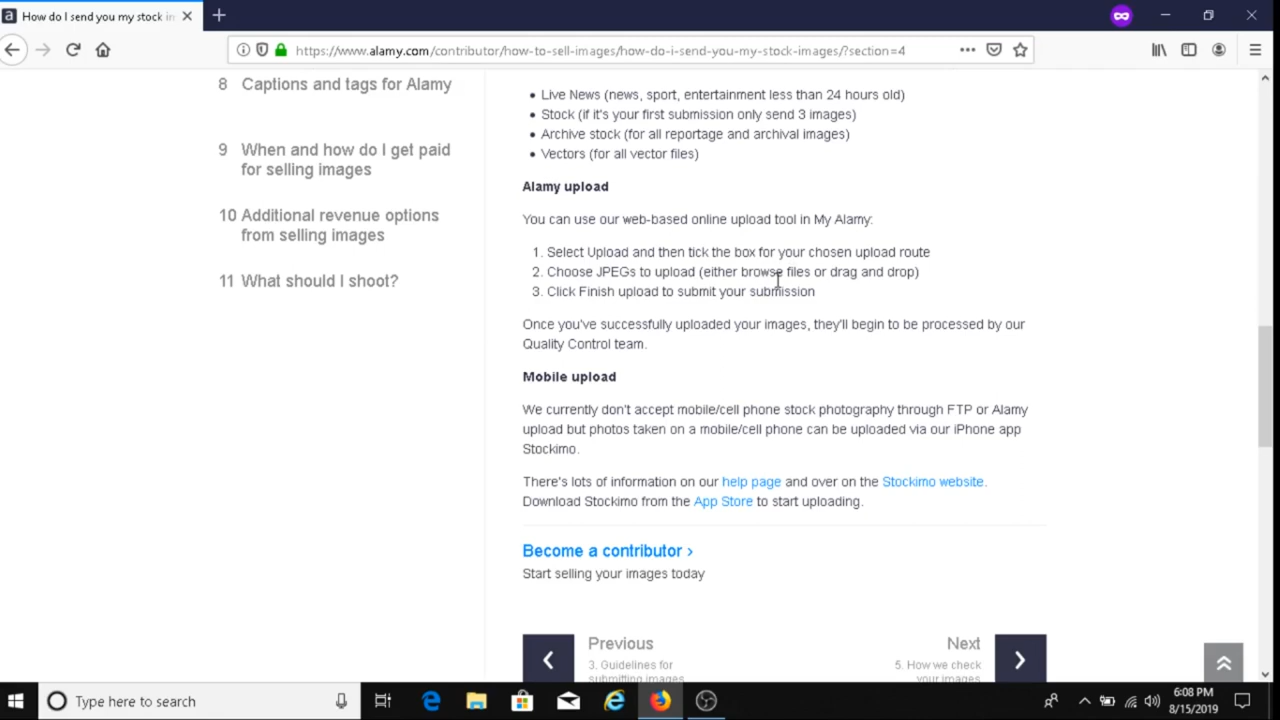 How do I send you my stock im
https://www.alamy.com/contributor/how-to-sell-images/how-do-i-send-you-my-stock-images/?section=4
8 Captions and tags for Alamy
9 When and how do I get paid
for selling images
10 Additional revenue options
from selling images
11 What should I shoot?
• Live News (news, sport, entertainment less than 24 hours old)
• Stock (if it's your first submission only send 3 images)
• Archive stock (for all reportage and archival images)
• Vectors (for all vector files)
Alamy upload
You can use our web-based online upload tool in My Alamy:
1. Select Upload and then tick the box for your chosen upload route
2. Choose JPEGs to upload (either browse files or drag and drop)
3. Click Finish upload to submit your submission
Once you've successfully uploaded your images, they'll begin to be processed by our
Quality Control team.
Mobile upload
We currently don't accept mobile/cell phone stock photography through FTP or Alamy
upload but photos taken on a mobile/cell phone can be uploaded via our iPhone app
Stockimo.
There's lots of information on our help page and over on the Stockimo website.
Download Stockimo from the App Store to start uploading.
Become a contributor ›
Start selling your images today
Previous
3. Guidelines for
submitting images
Next
5. How we check
your images
Type here to search
6:08 PM
8/15/2019